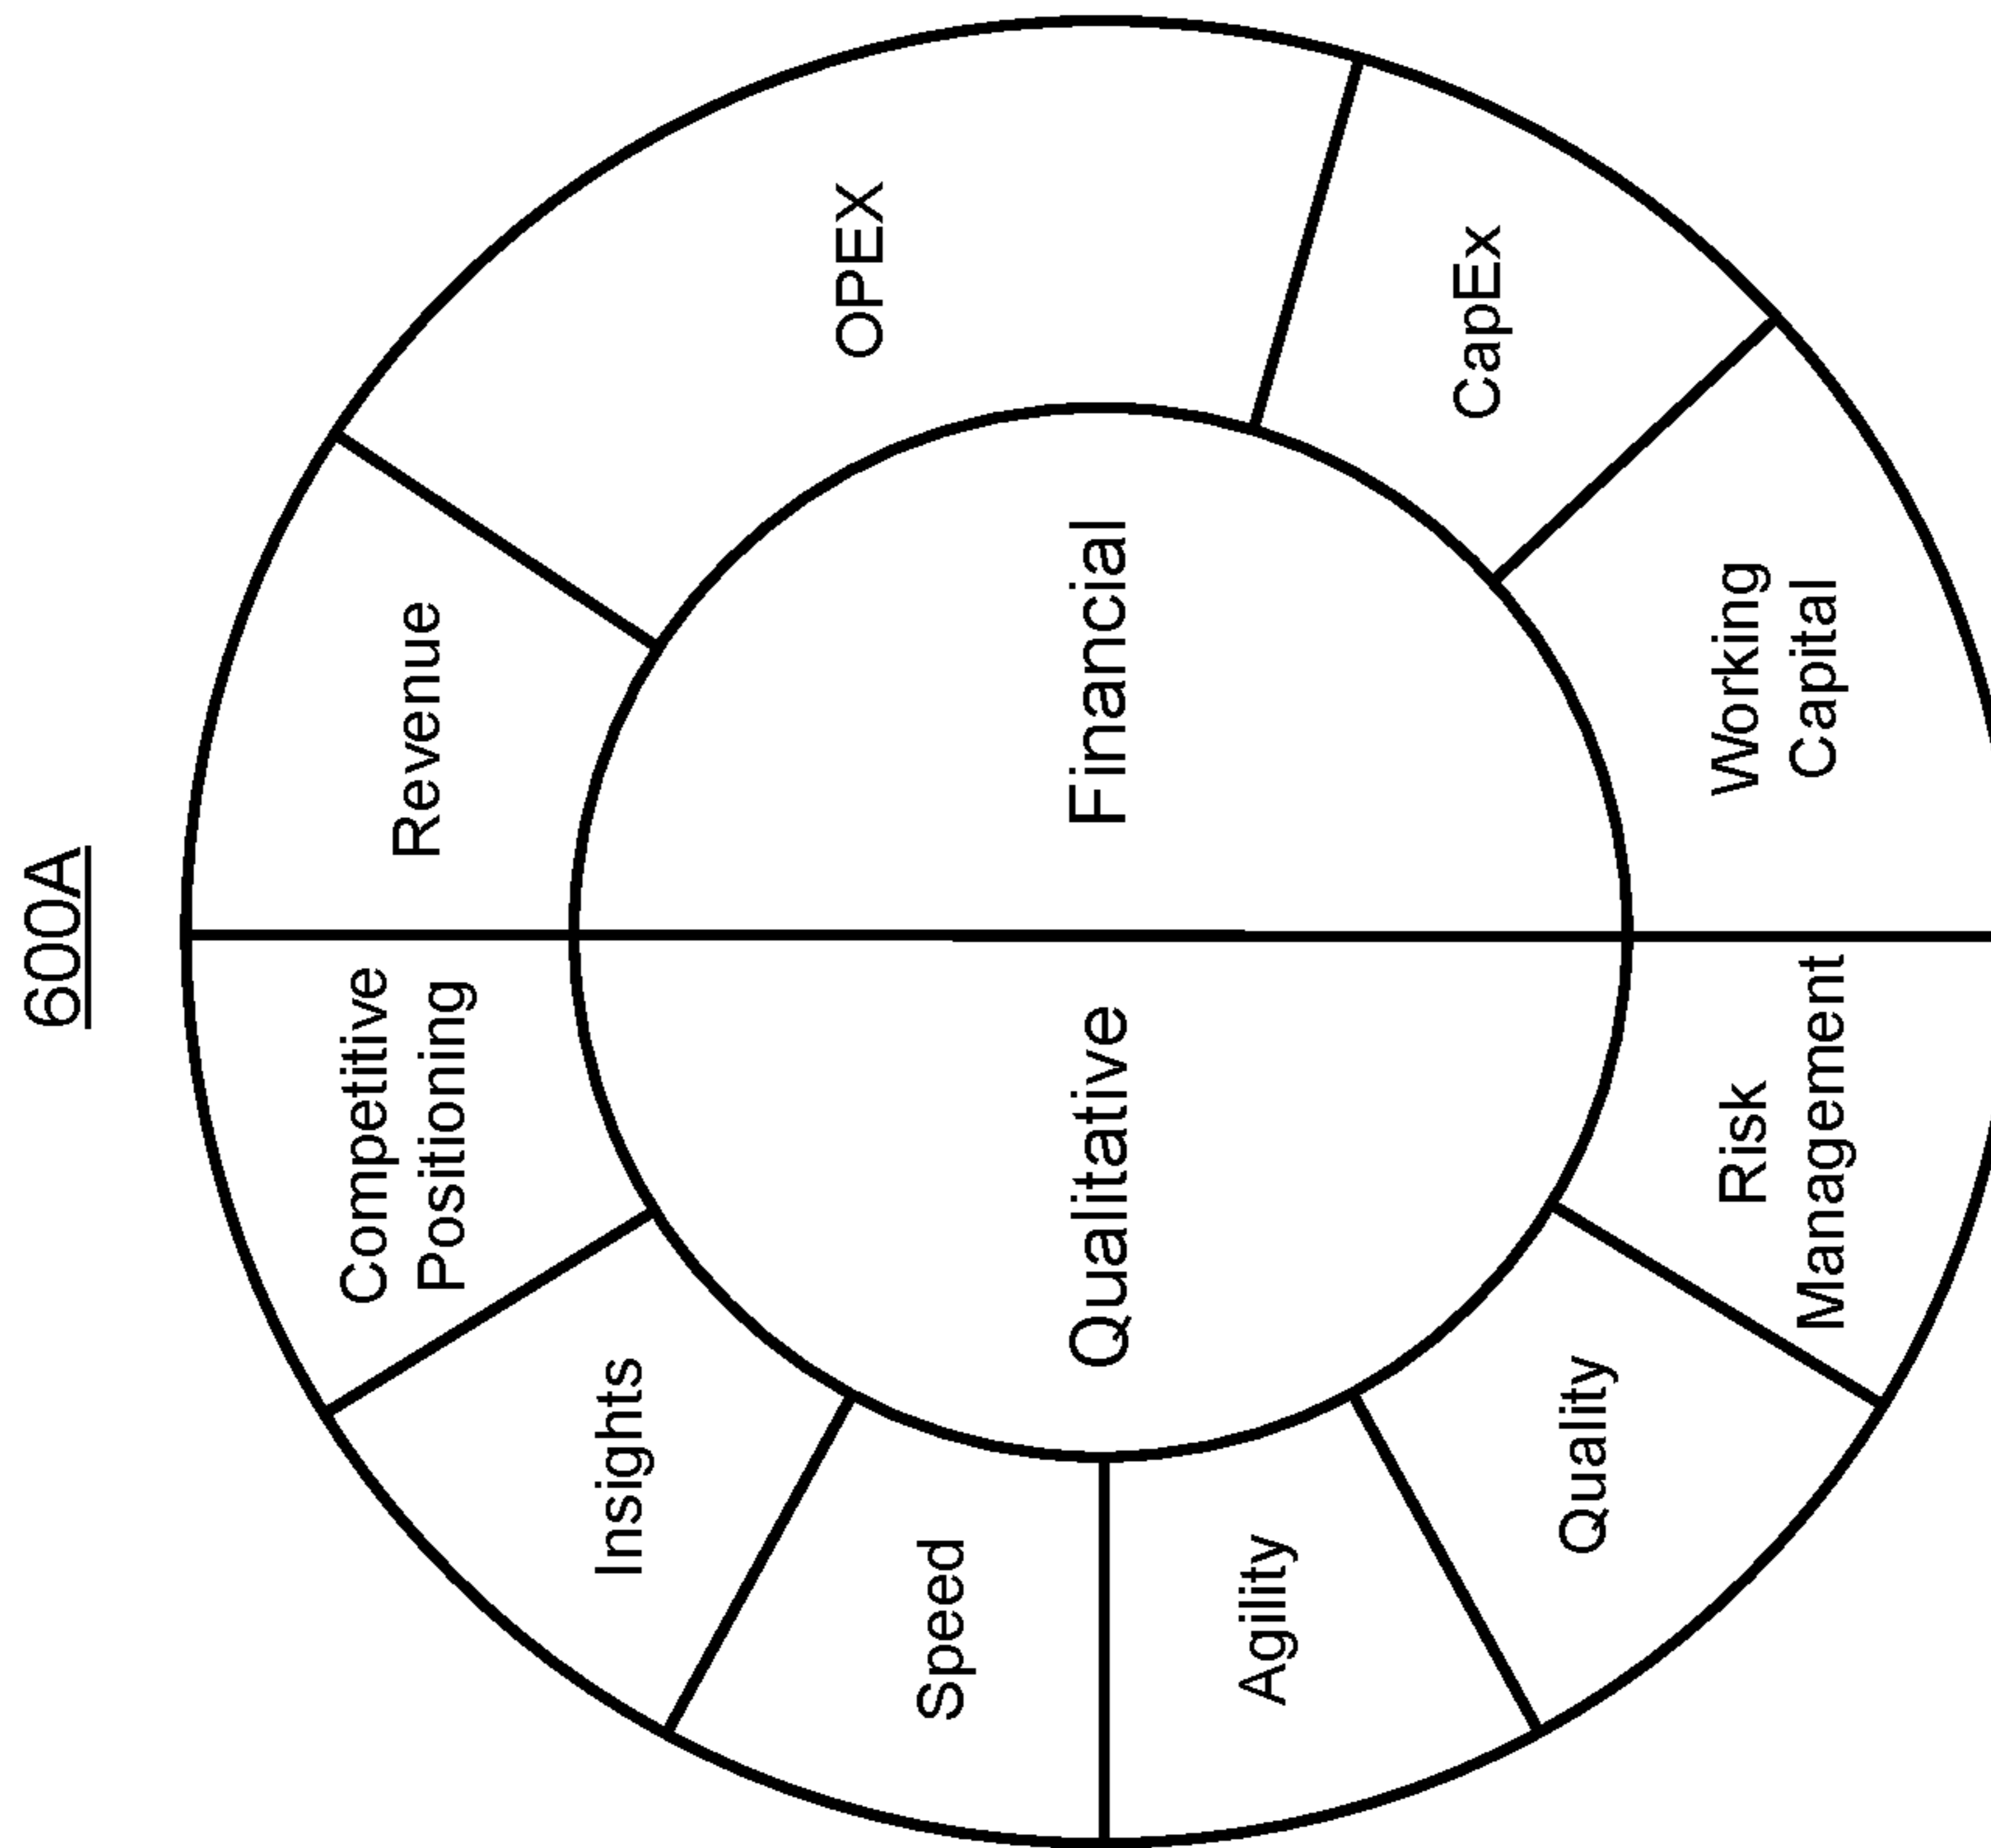 600A
Competitive
Positioning
Revenue
Insights
OPEX
Speed
Qualitative
Financial
Agility
CapEx
Quality
Risk
Management
Working
Capital